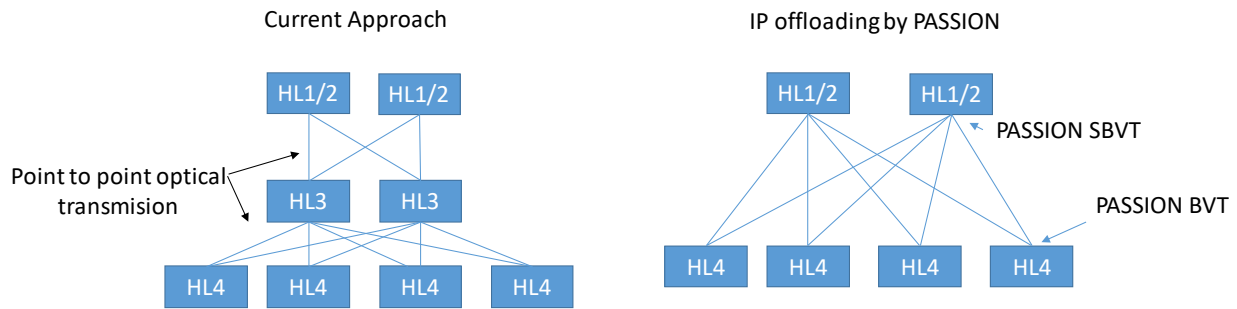 Current Approach
IP offloading by PASSION
HL1/2 HL1/2
HL1/2 HL1/2
PASSION SBVT
Point to point optical
transmision
HL3 HL3
PASSION BVT
HL4 HL4 HL4 HL4
HL4 HL4 HL4 HL4